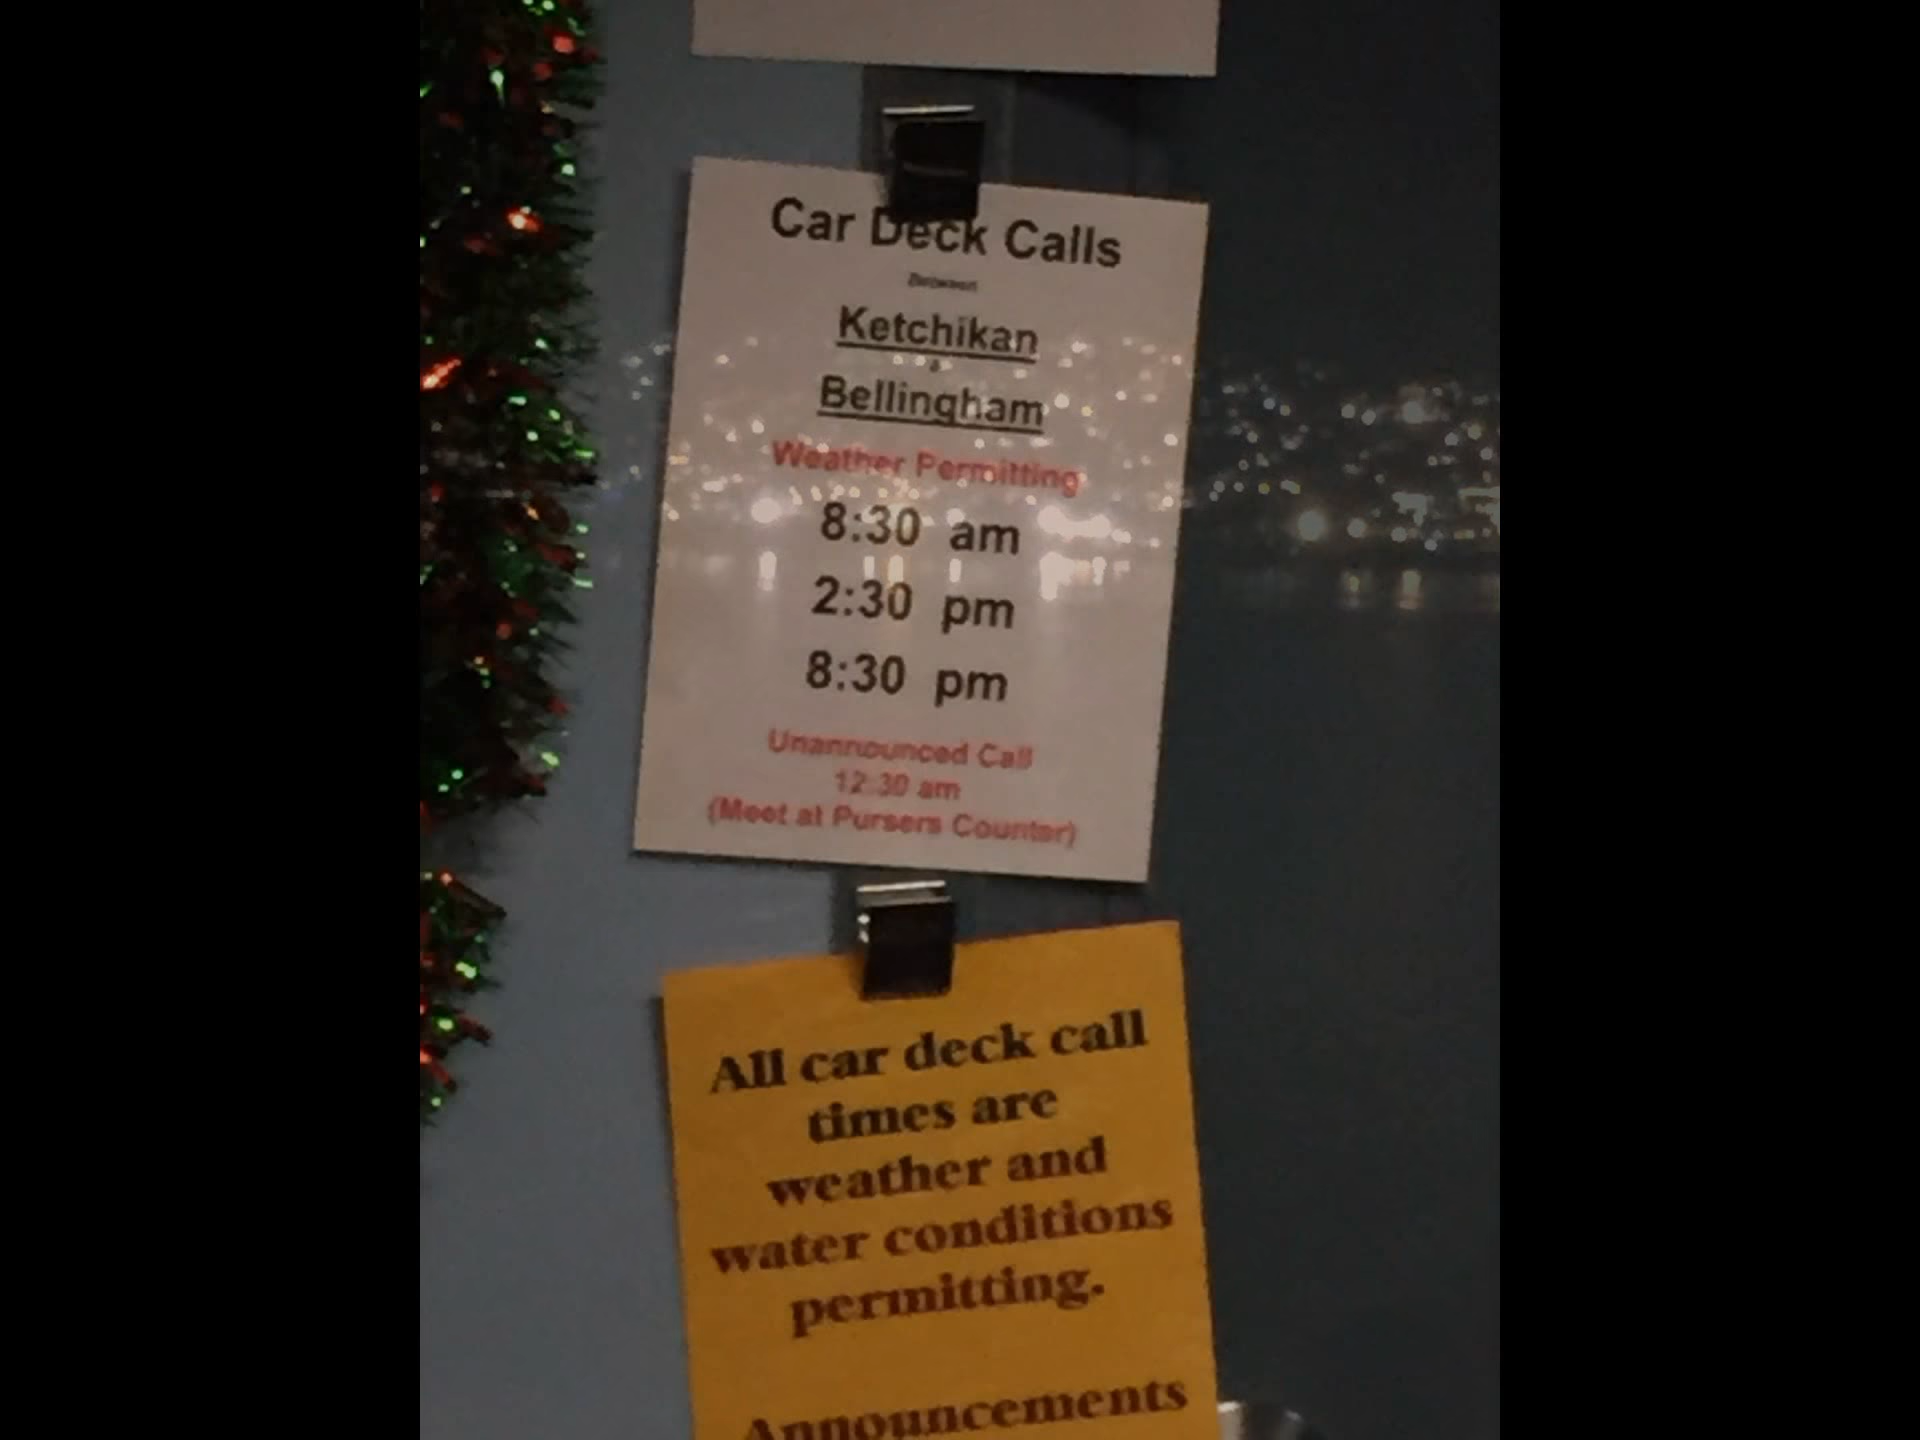 Car Deck Calls
Between
Ketchikan
&
Bellingham
Weather Permitting
8:30 am
2:30 pm
8:30 pm
Unannounced Call
12:30 am
(Meet at Pursers Counter)
All car deck call
times are
weather and
water conditions
permitting.
Announcements